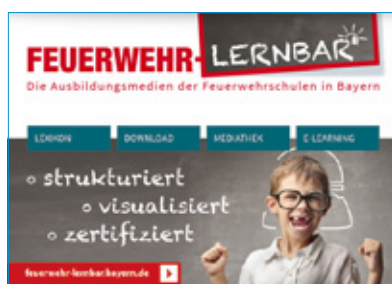 FEUERWEHR-LERNBAR
Die Ausbildungsmedien der Feuerwehrschulen in Bayern
LEXIKON DOWNLOAD MEDIATHEK E-LEARNING
strukturiert
visualisiert
zertifiziert
feuerwehr-lernbar.bayern.de